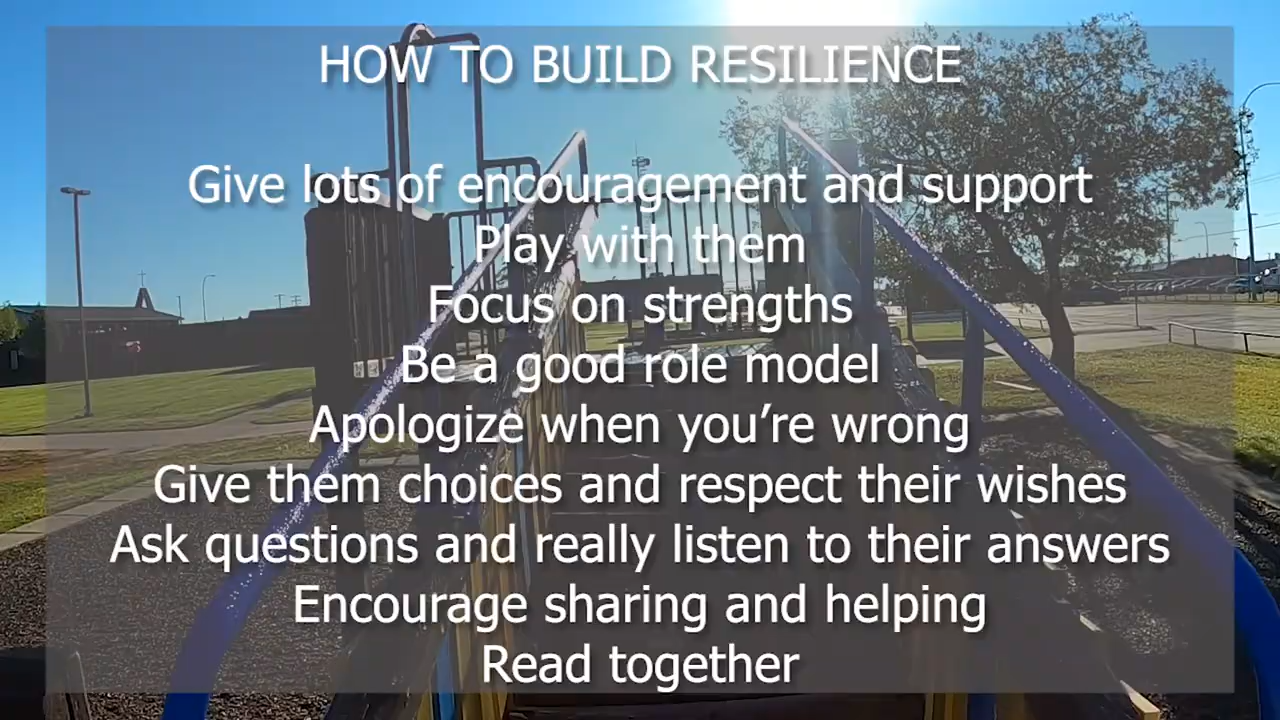 HOW TO BUILD RESILIENCE
Give lots of encouragement and support
Play with them
Focus on strengths
Be a good role model
Apologize when you’re wrong
Give them choices and respect their wishes
Ask questions and really listen to their answers
Encourage sharing and helping
Read together